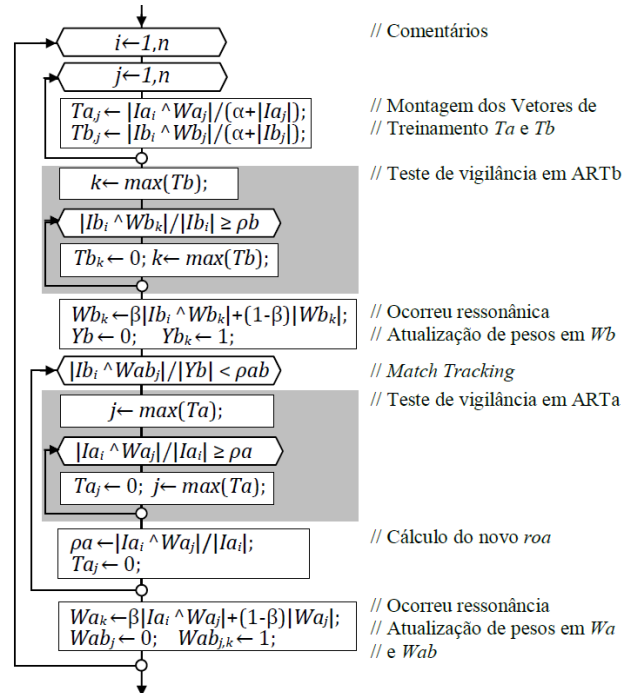 i←1,n // Comentários
j←1,n
Ta,j ← |Iai ^Waj|/(α+|Iaj|); // Montagem dos Vetores de
Tb,j ← |Ibi ^Wbj|/(α+|Ibj|); // Treinamento Ta e Tb
k← max(Tb); // Teste de vigilância em ARTb
|Ibi ^Wbk|/|Ibi| ≥ ρb
Tbk ← 0; k← max(Tb);
Wbk←β|Ibi ^Wbk|+(1-β)|Wbk|; // Ocorreu ressonânica
Yb ← 0; Ybk← 1; // Atualização de pesos em Wb
|Ibi ^Wabj|/|Yb| < ρab // Match Tracking
j← max(Ta); // Teste de vigilância em ARTa
|Iai ^Waj|/|Iai| ≥ ρa
Taj ← 0; j← max(Ta);
ρa ←|Iai ^Waj|/|Iai|; // Cálculo do novo roa
Taj ← 0;
Wak←β|Iai ^Waj|+(1-β)|Waj|; // Ocorreu ressonância
Wabj← 0; Wabj,k← 1; // Atualização de pesos em Wa
// e Wab